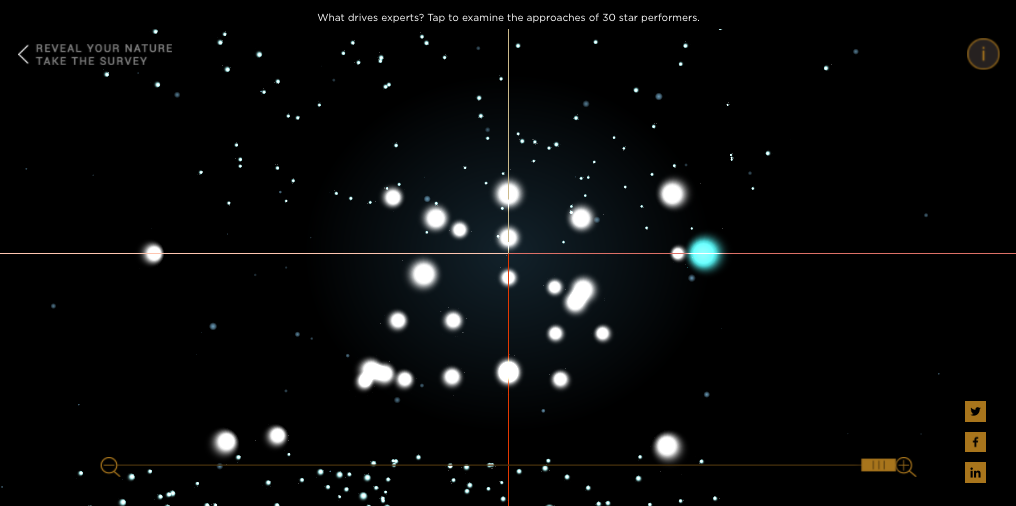 What drives experts? Tap to examine the approaches of 30 star performers.
REVEAL YOUR NATURE
TAKE THE SURVEY
i
f
in